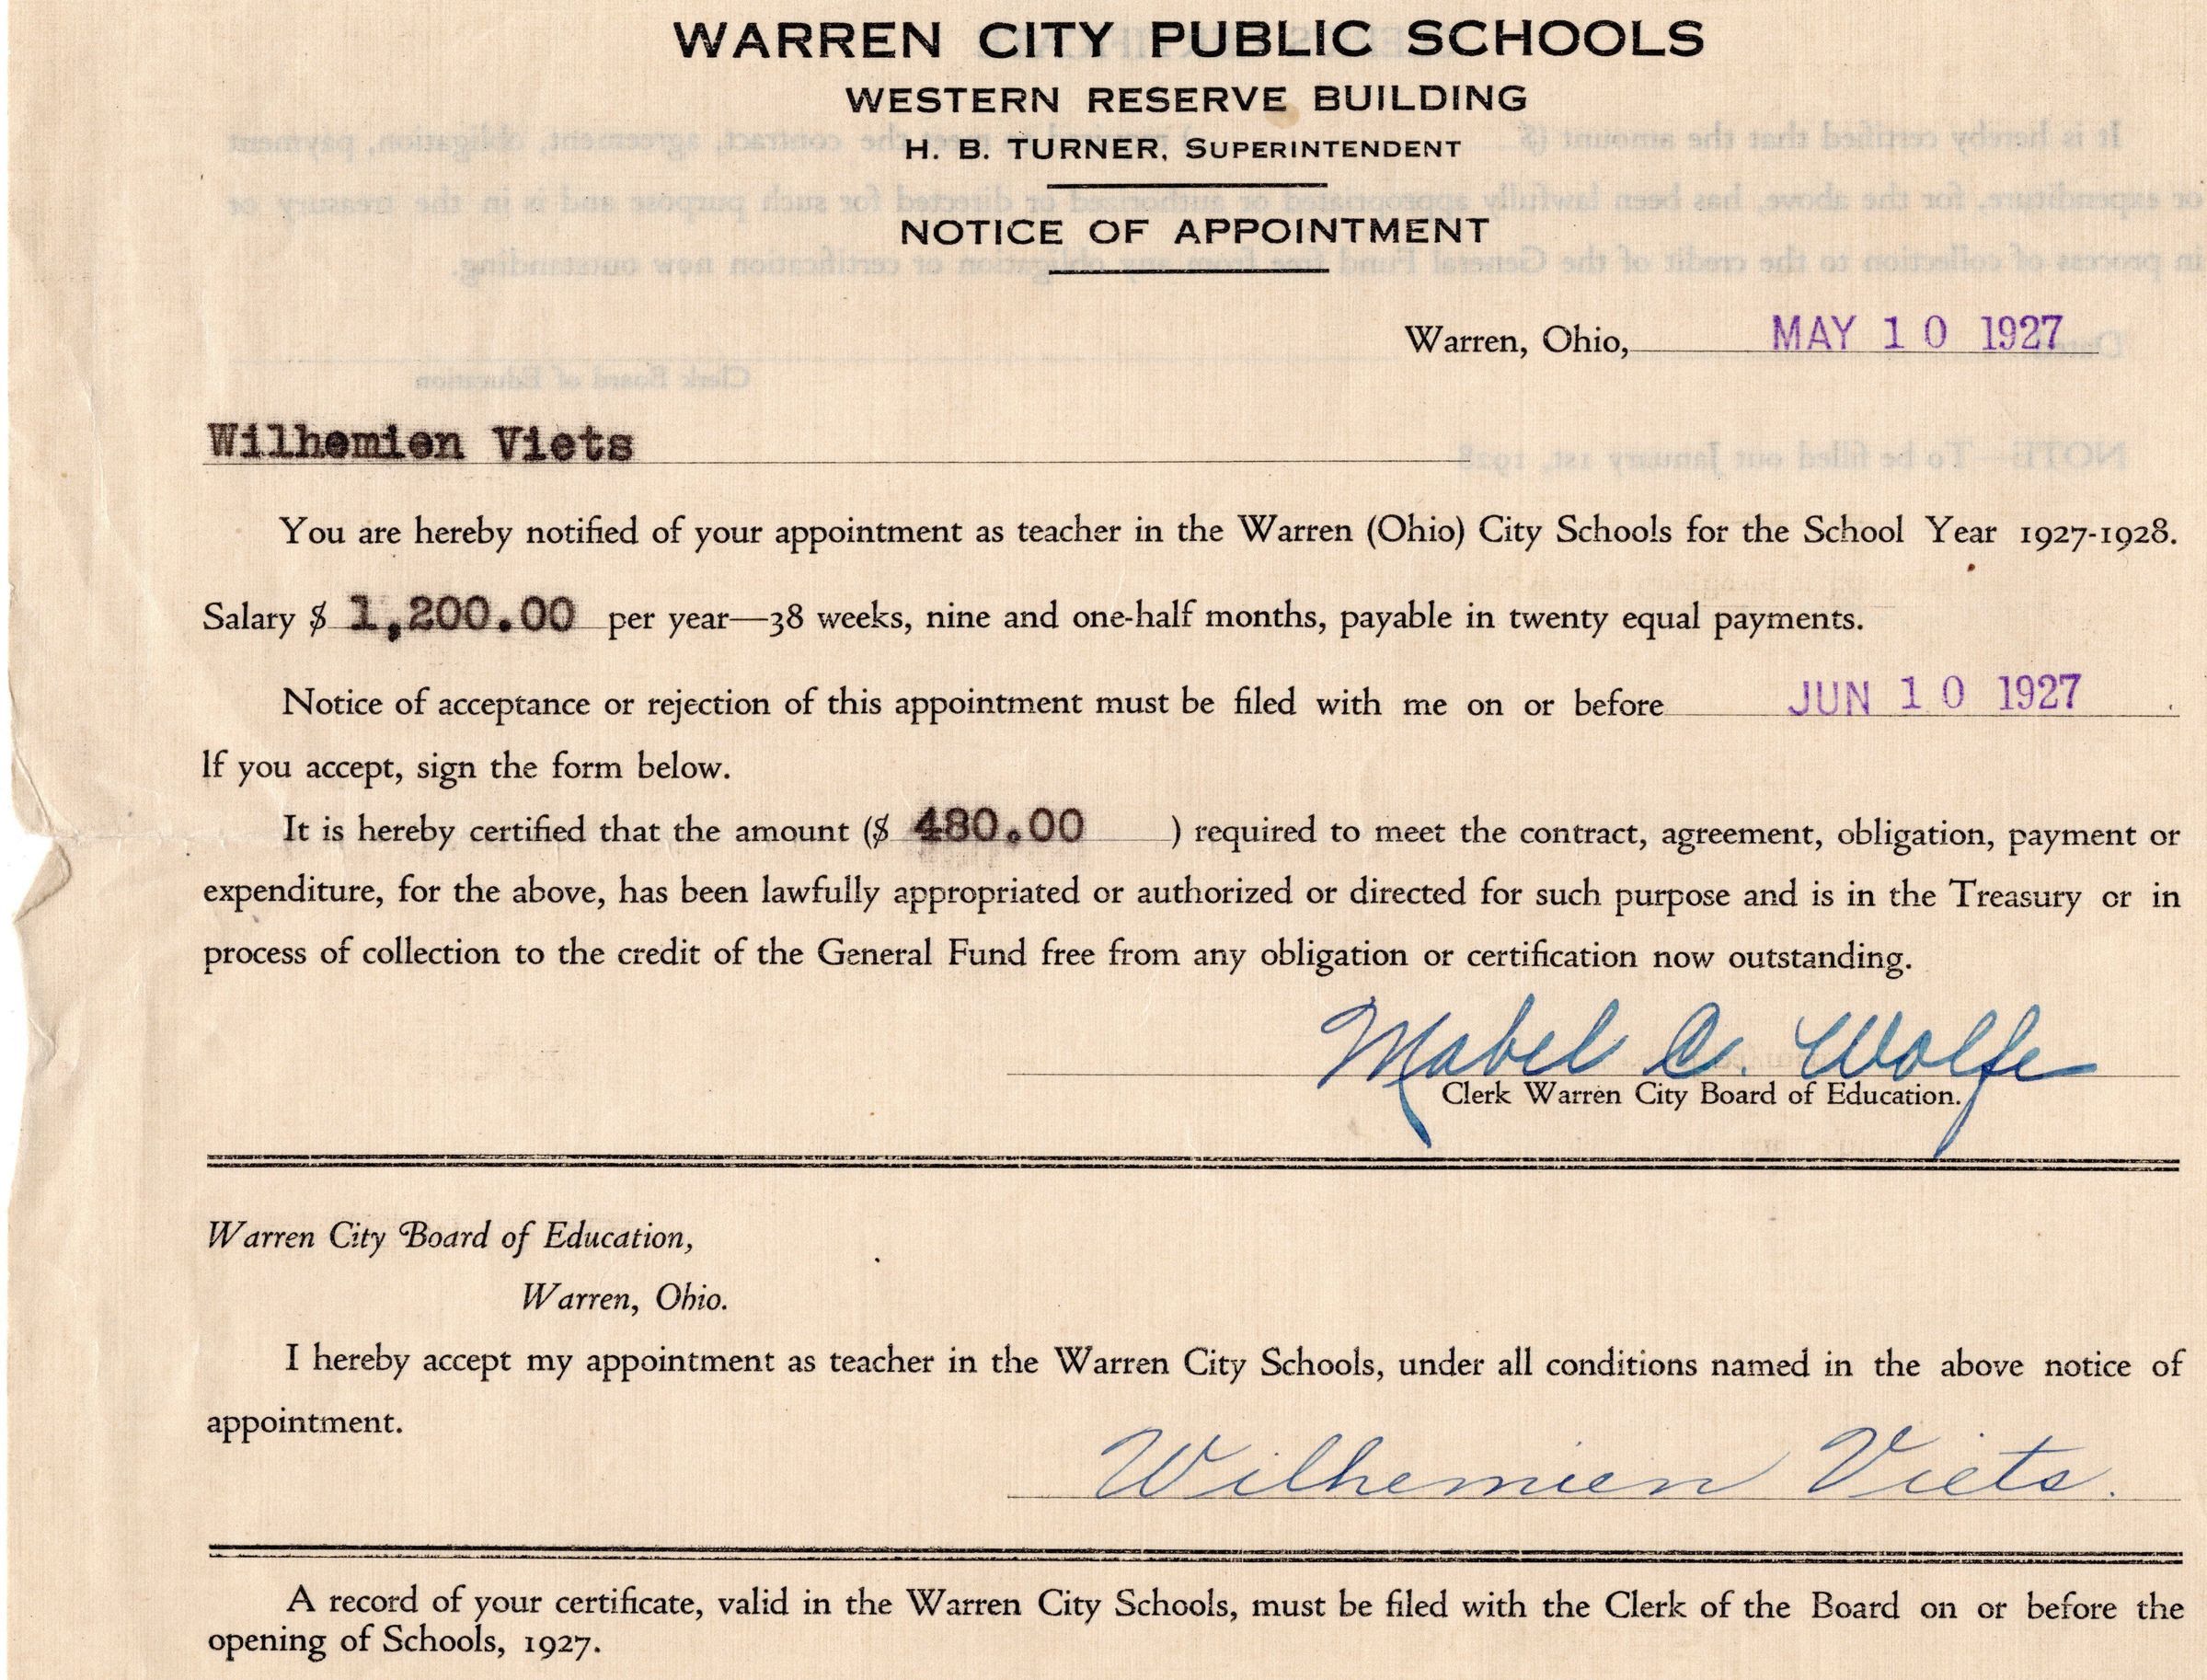 WARREN CITY PUBLIC SCHOOLS
WESTERN RESERVE BUILDING
H. B. TURNER, SUPERINTENDENT
NOTICE OF APPOINTMENT
Warren, Ohio, MAY 10 1927
Wilhemien Viets
You are hereby notified of your appointment as teacher in the Warren (Ohio) City Schools for the School Year 1927-1928.
Salary $ 1,200.00 per year—38 weeks, nine and one-half months, payable in twenty equal payments.
Notice of acceptance or rejection of this appointment must be filed with me on or before JUN 10 1927.
If you accept, sign the form below.
It is hereby certified that the amount ($ 480.00 ) required to meet the contract, agreement, obligation, payment or
expenditure, for the above, has been lawfully appropriated or authorized or directed for such purpose and is in the Treasury or in
process of collection to the credit of the General Fund free from any obligation or certification now outstanding.
Mabel C. Wolfe
Clerk Warren City Board of Education.
Warren City Board of Education,
Warren, Ohio.
I hereby accept my appointment as teacher in the Warren City Schools, under all conditions named in the above notice of
appointment.
Wilhemien Viets.
A record of your certificate, valid in the Warren City Schools, must be filed with the Clerk of the Board on or before the
opening of Schools, 1927.